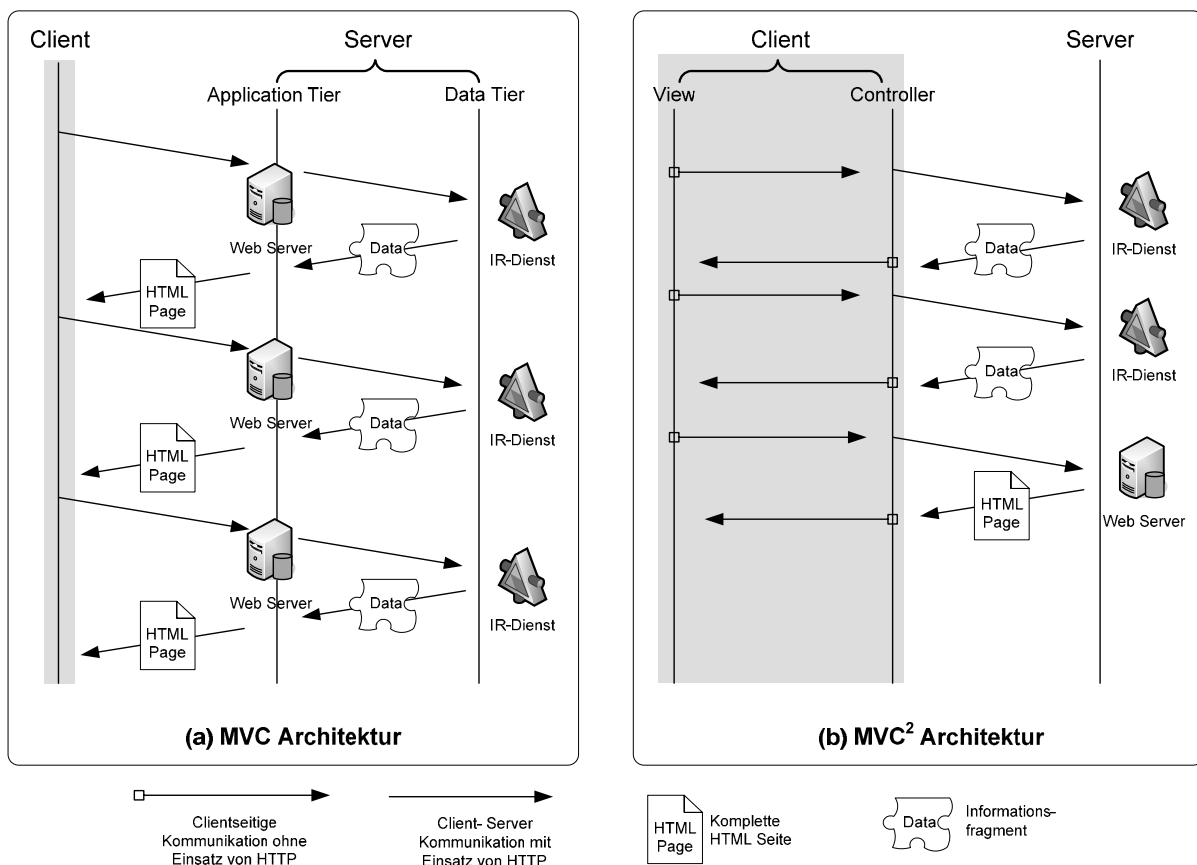 Client
Server
Application Tier
Data Tier
Web Server
Data
IR-Dienst
HTML
Page
Web Server
Data
IR-Dienst
HTML
Page
Web Server
Data
IR-Dienst
HTML
Page
(a) MVC Architektur
Client
Server
View
Controller
Data
IR-Dienst
Data
IR-Dienst
HTML
Page
Web Server
(b) MVC² Architektur
Clientseitige
Kommunikation ohne
Einsatz von HTTP
Client- Server
Kommunikation mit
Einsatz von HTTP
HTML
Page
Komplette
HTML Seite
Data
Informations-
fragment